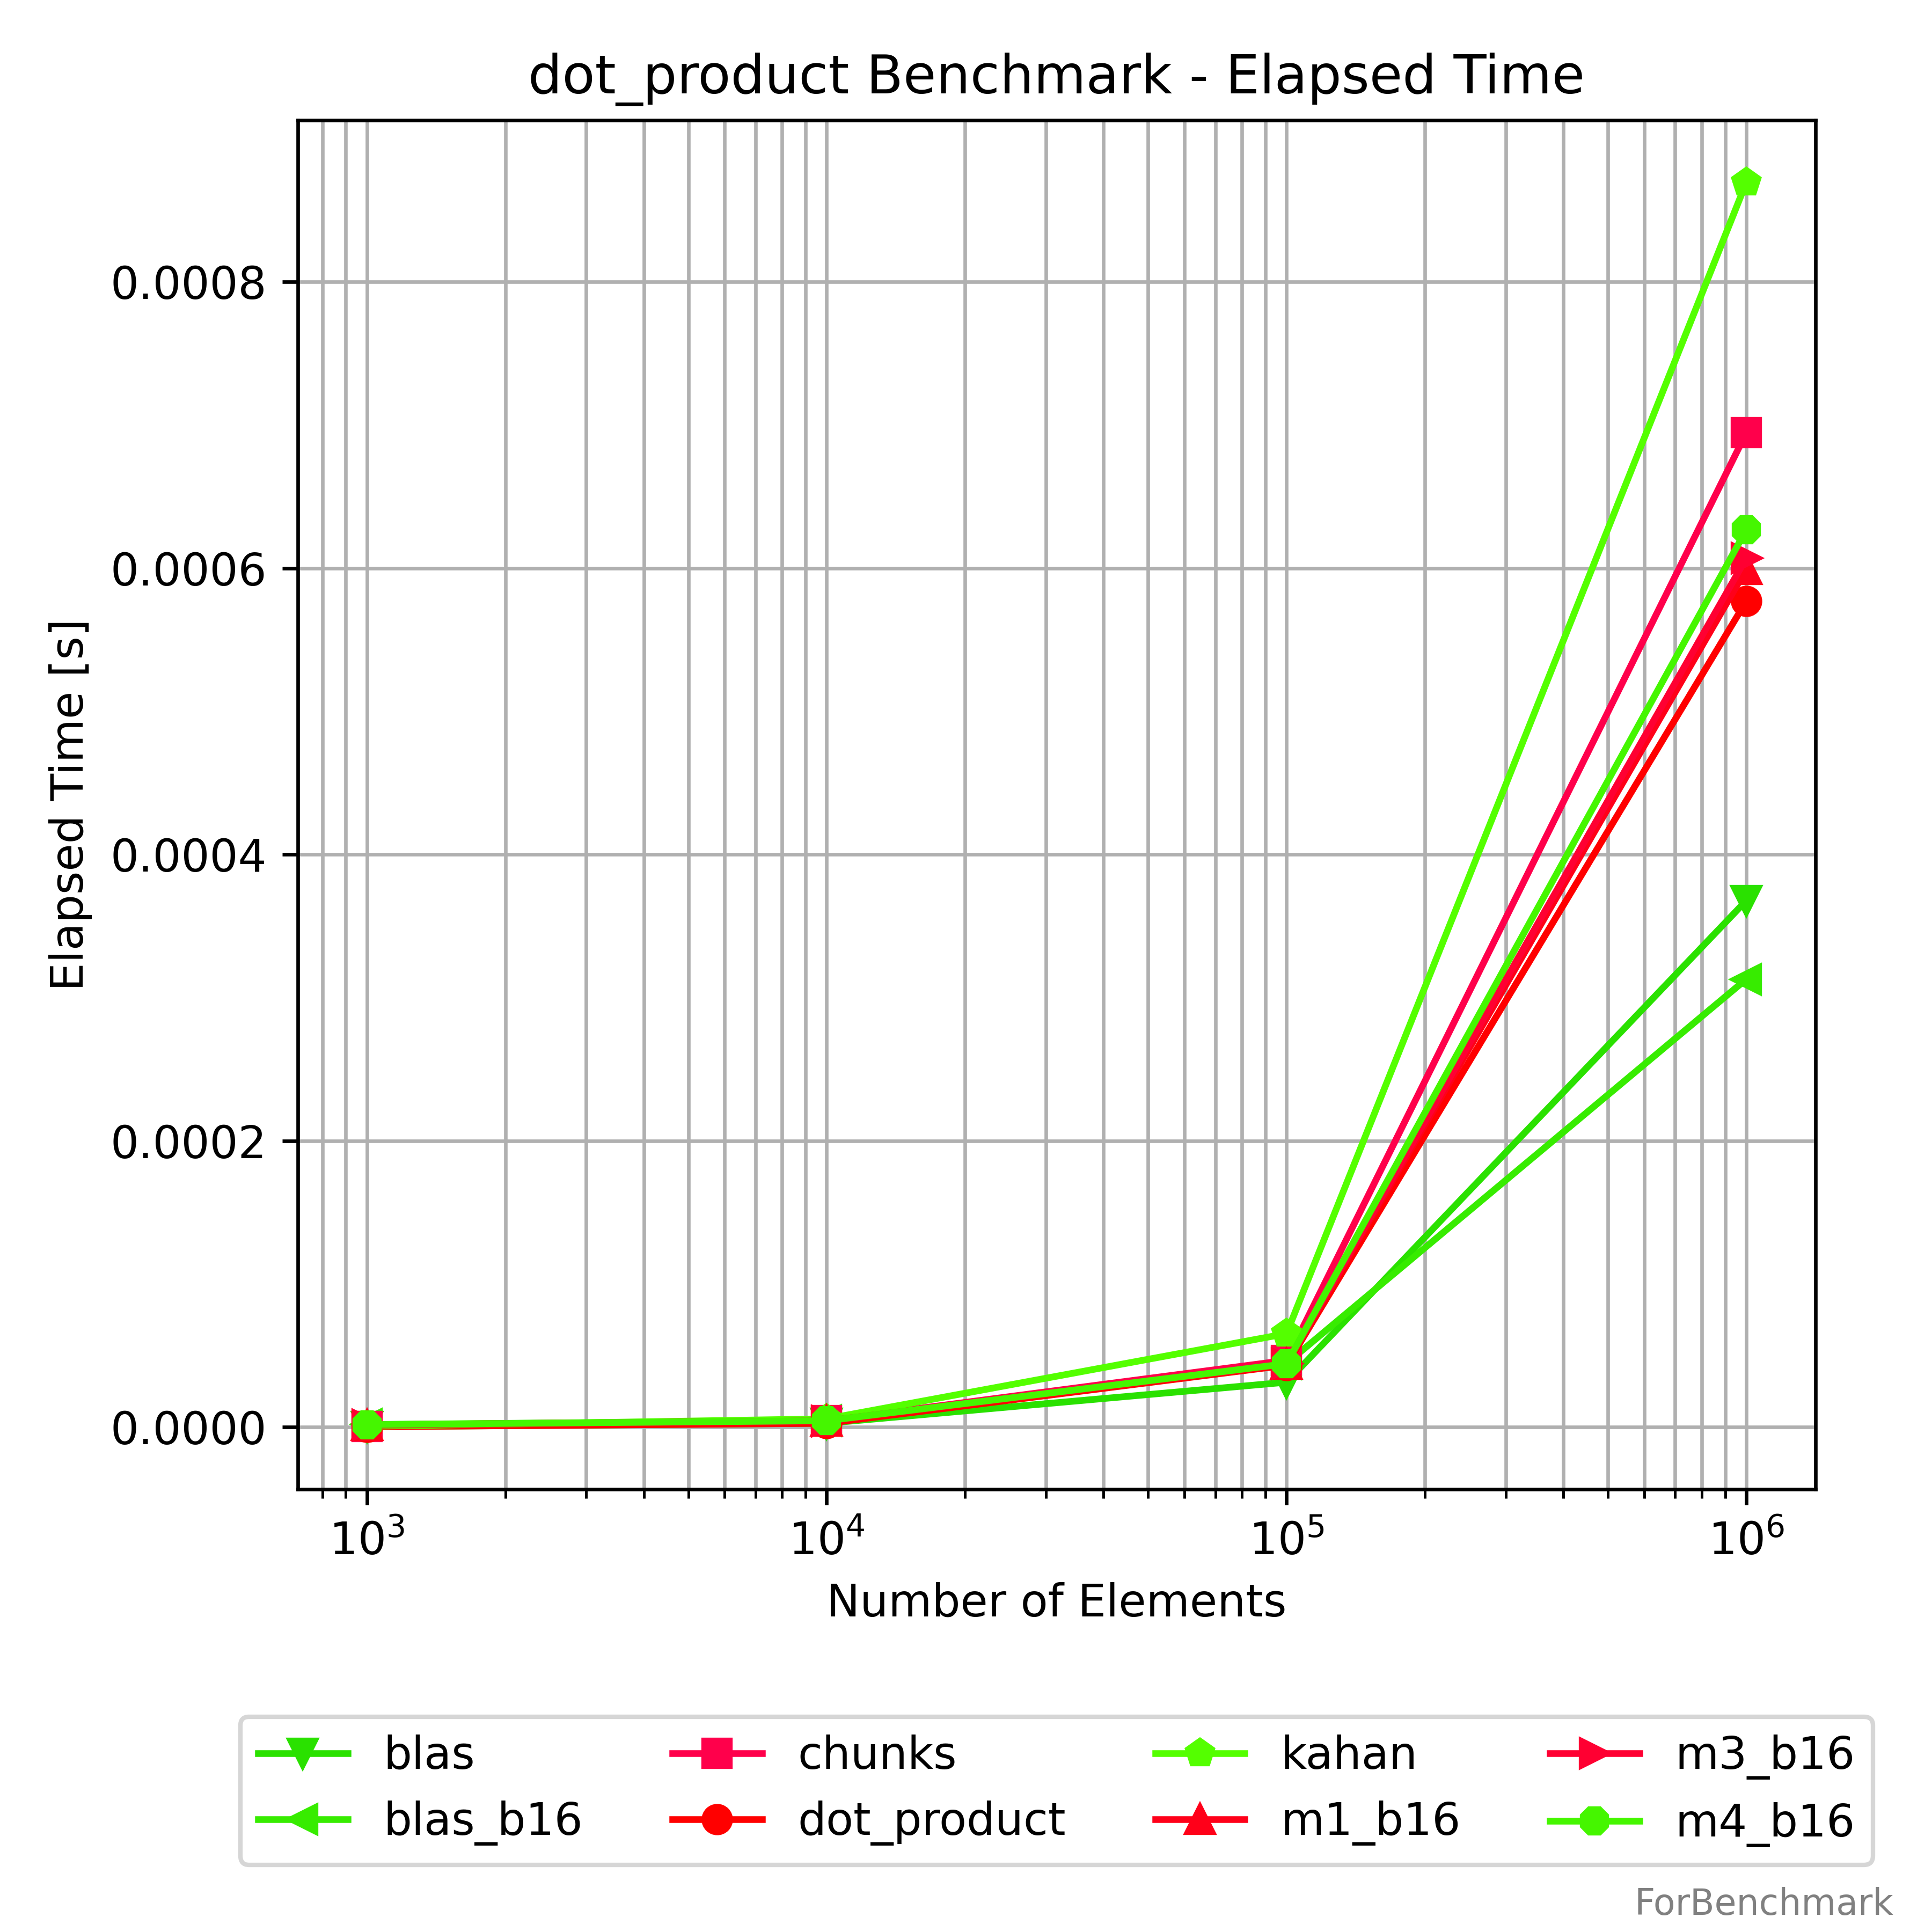 dot_product Benchmark - Elapsed Time
Elapsed Time [s]
0.0008
0.0006
0.0004
0.0002
0.0000
10³ 10⁴ 10⁵ 10⁶
Number of Elements
blas chunks kahan m3_b16
blas_b16 dot_product m1_b16 m4_b16
ForBenchmark